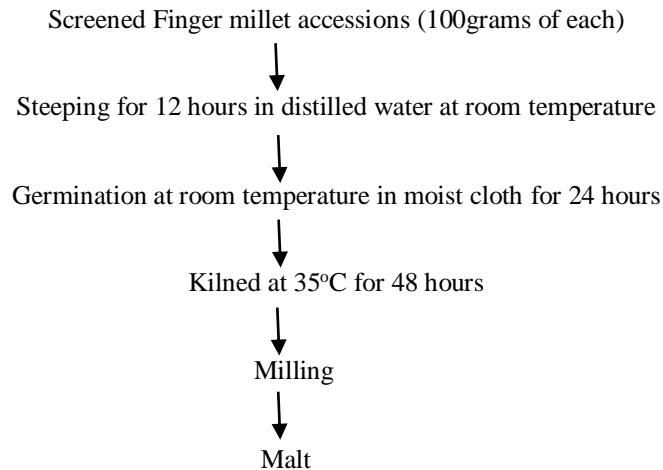 Screened Finger millet accessions (100grams of each)
Steeping for 12 hours in distilled water at room temperature
Germination at room temperature in moist cloth for 24 hours
Kilned at 35°C for 48 hours
Milling
Malt